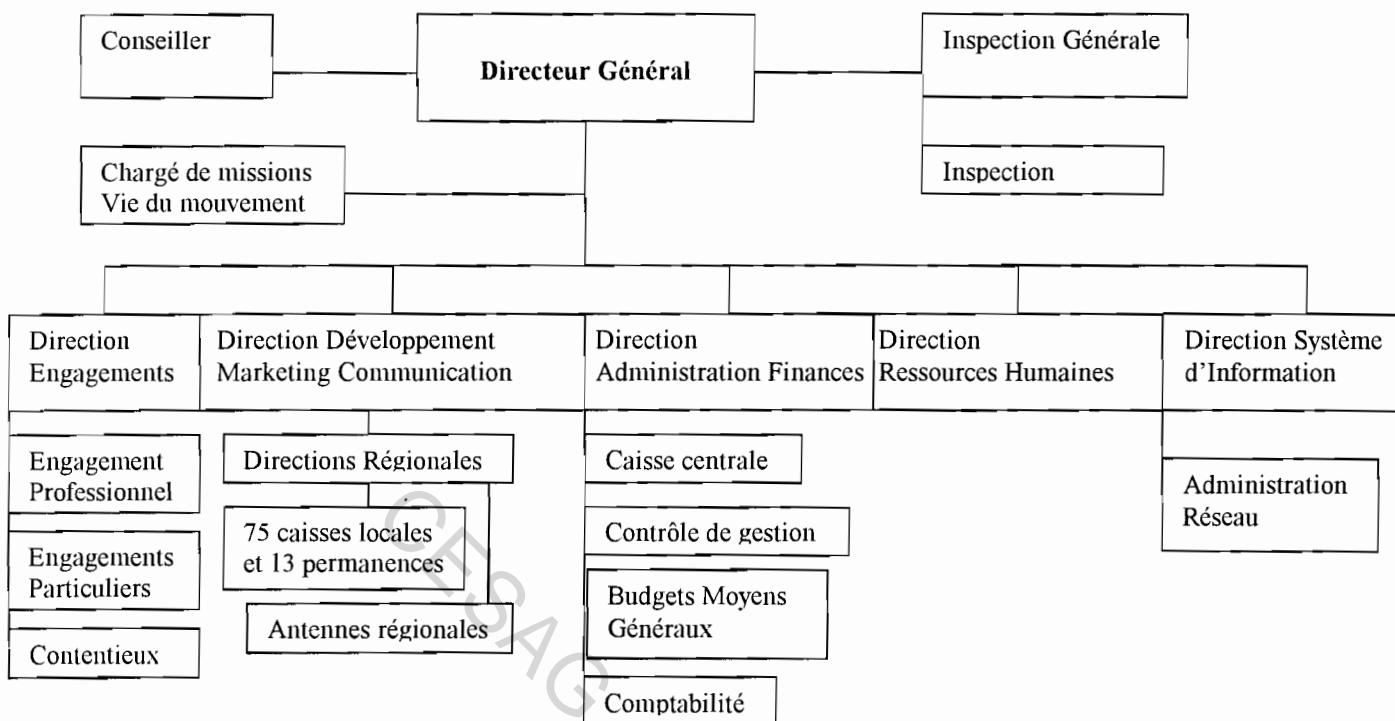 Conseiller
Directeur Général
Inspection Générale
Chargé de missions
Vie du mouvement
Inspection
Direction
Engagements
Direction Développement
Marketing Communication
Direction
Administration Finances
Direction
Ressources Humaines
Direction Système
d'Information
Engagement
Professionnel
Engagements
Particuliers
Contentieux
Directions Régionales
75 caisses locales
et 13 permanences
Antennes régionales
Caisse centrale
Contrôle de gestion
Budgets Moyens
Généraux
Comptabilité
Administration
Réseau
CESAG